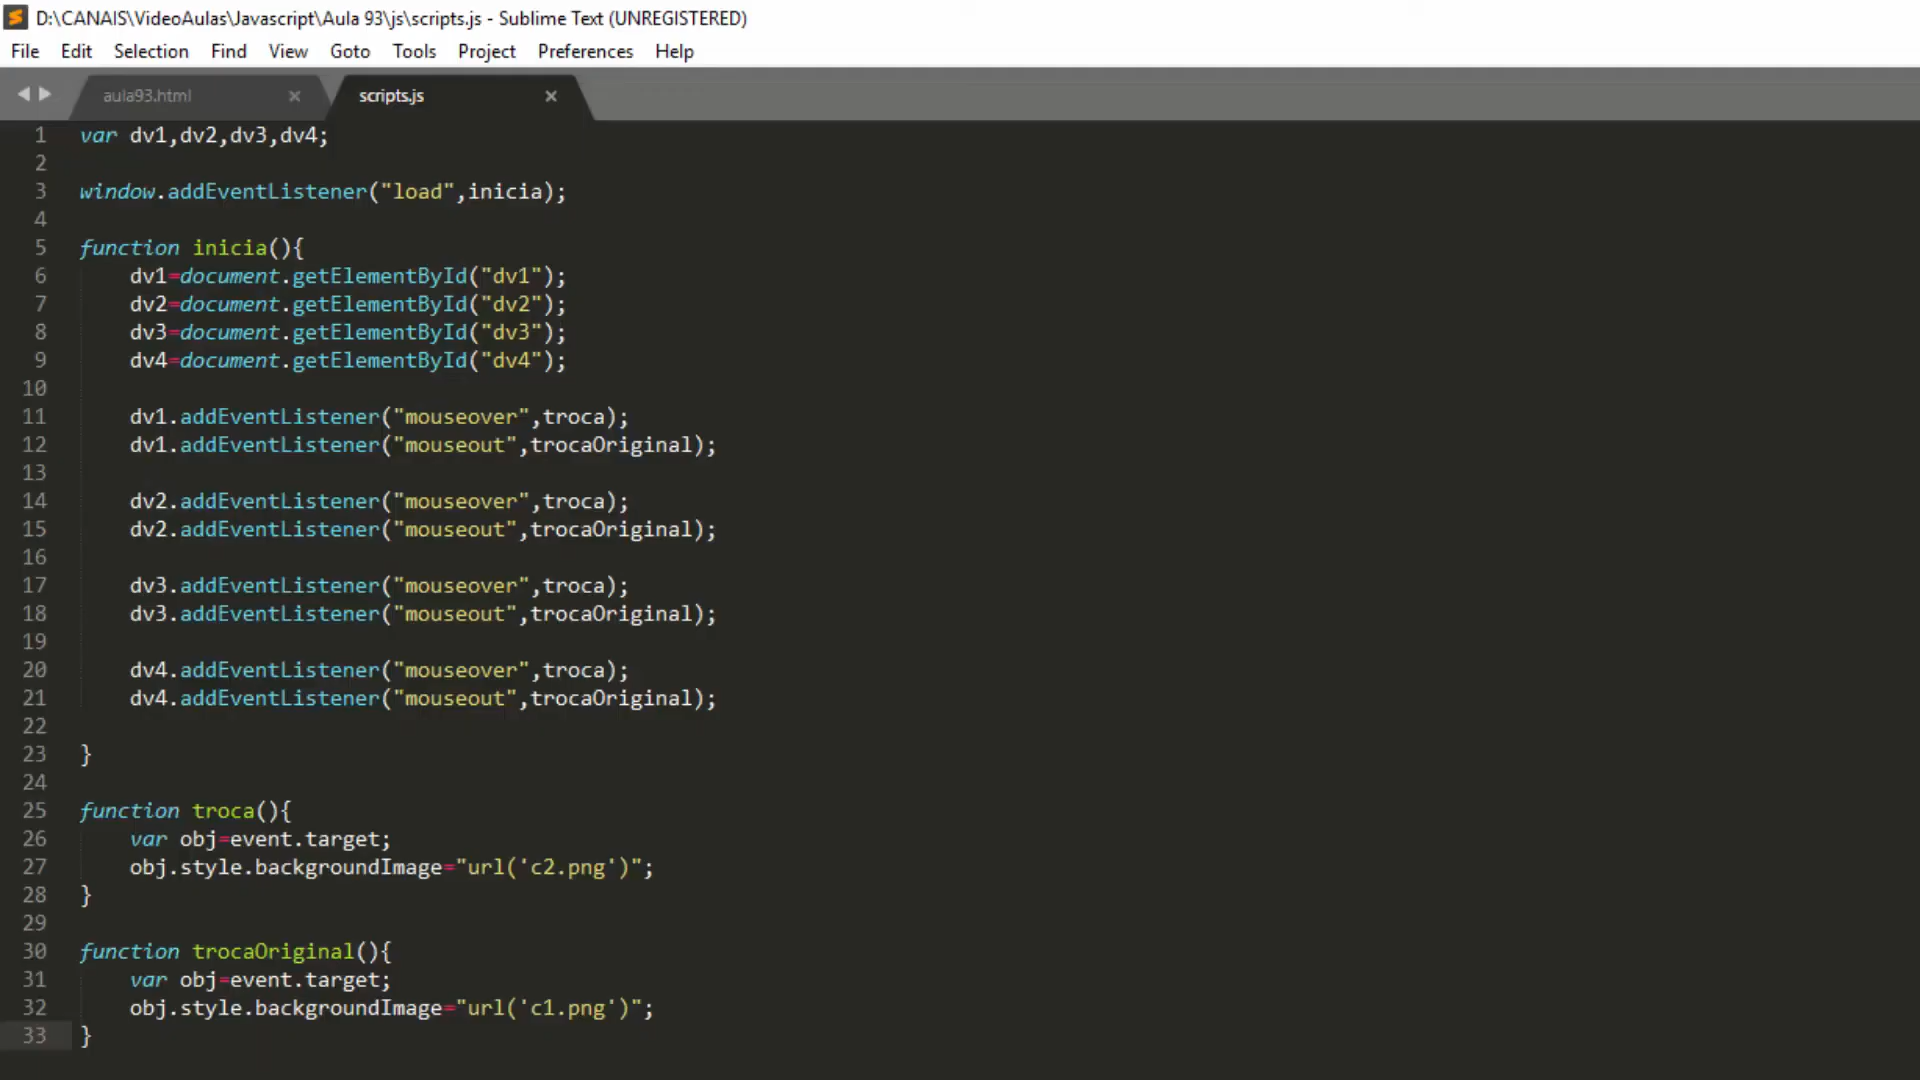 D:\CANAIS\VideoAulas\Javascript\Aula 93\js\scripts.js - Sublime Text (UNREGISTERED)
File Edit Selection Find View Goto Tools Project Preferences Help
aula93.html × scripts.js ×
1 var dv1,dv2,dv3,dv4;
2
3 window.addEventListener("load",inicia);
4
5 function inicia(){
6 dv1=document.getElementById("dv1");
7 dv2=document.getElementById("dv2");
8 dv3=document.getElementById("dv3");
9 dv4=document.getElementById("dv4");
10
11 dv1.addEventListener("mouseover",troca);
12 dv1.addEventListener("mouseout",trocaOriginal);
13
14 dv2.addEventListener("mouseover",troca);
15 dv2.addEventListener("mouseout",trocaOriginal);
16
17 dv3.addEventListener("mouseover",troca);
18 dv3.addEventListener("mouseout",trocaOriginal);
19
20 dv4.addEventListener("mouseover",troca);
21 dv4.addEventListener("mouseout",trocaOriginal);
22
23 }
24
25 function troca(){
26 var obj=event.target;
27 obj.style.backgroundImage="url('c2.png')";
28 }
29
30 function trocaOriginal(){
31 var obj=event.target;
32 obj.style.backgroundImage="url('c1.png')";
33 }